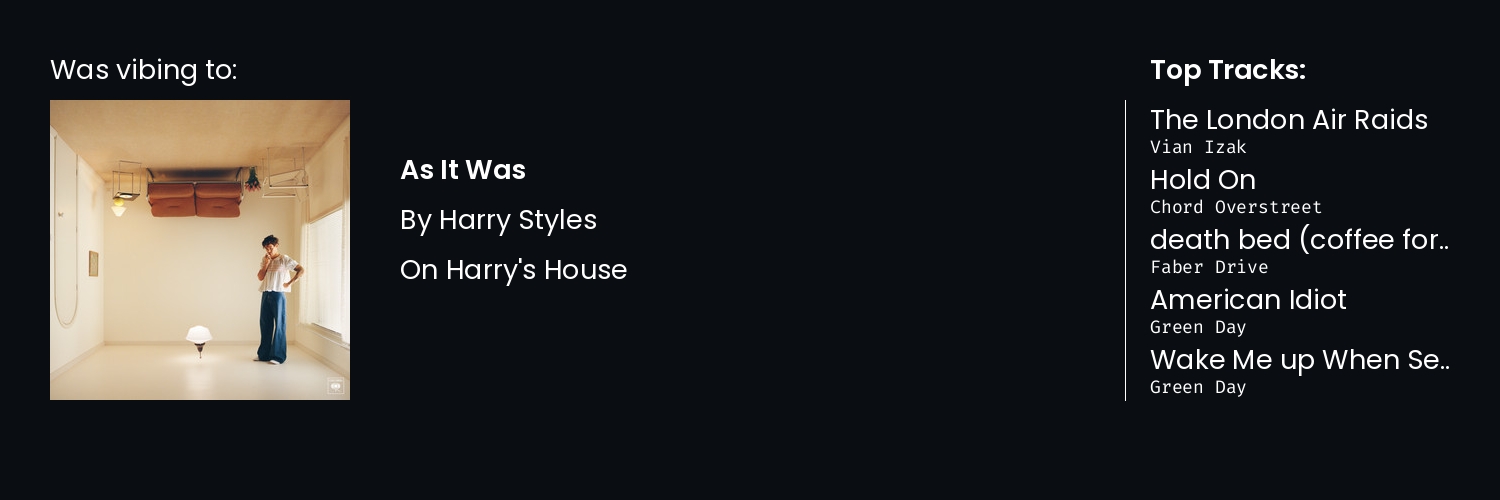 Was vibing to:
As It Was
By Harry Styles
On Harry's House
Top Tracks:
The London Air Raids
Vian Izak
Hold On
Chord Overstreet
death bed (coffee for..
Faber Drive
American Idiot
Green Day
Wake Me up When Se..
Green Day